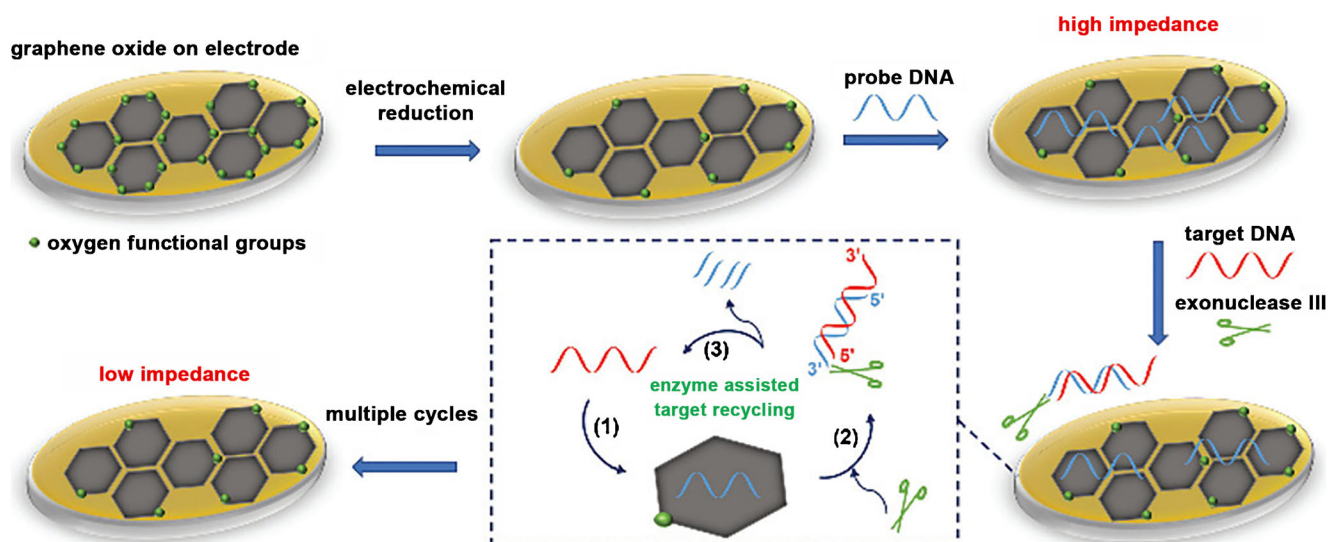 graphene oxide on electrode
electrochemical
reduction
probe DNA
high impedance
oxygen functional groups
target DNA
exonuclease III
3'
5'
5'
3'
(3)
enzyme assisted
target recycling
(1)
(2)
multiple cycles
low impedance